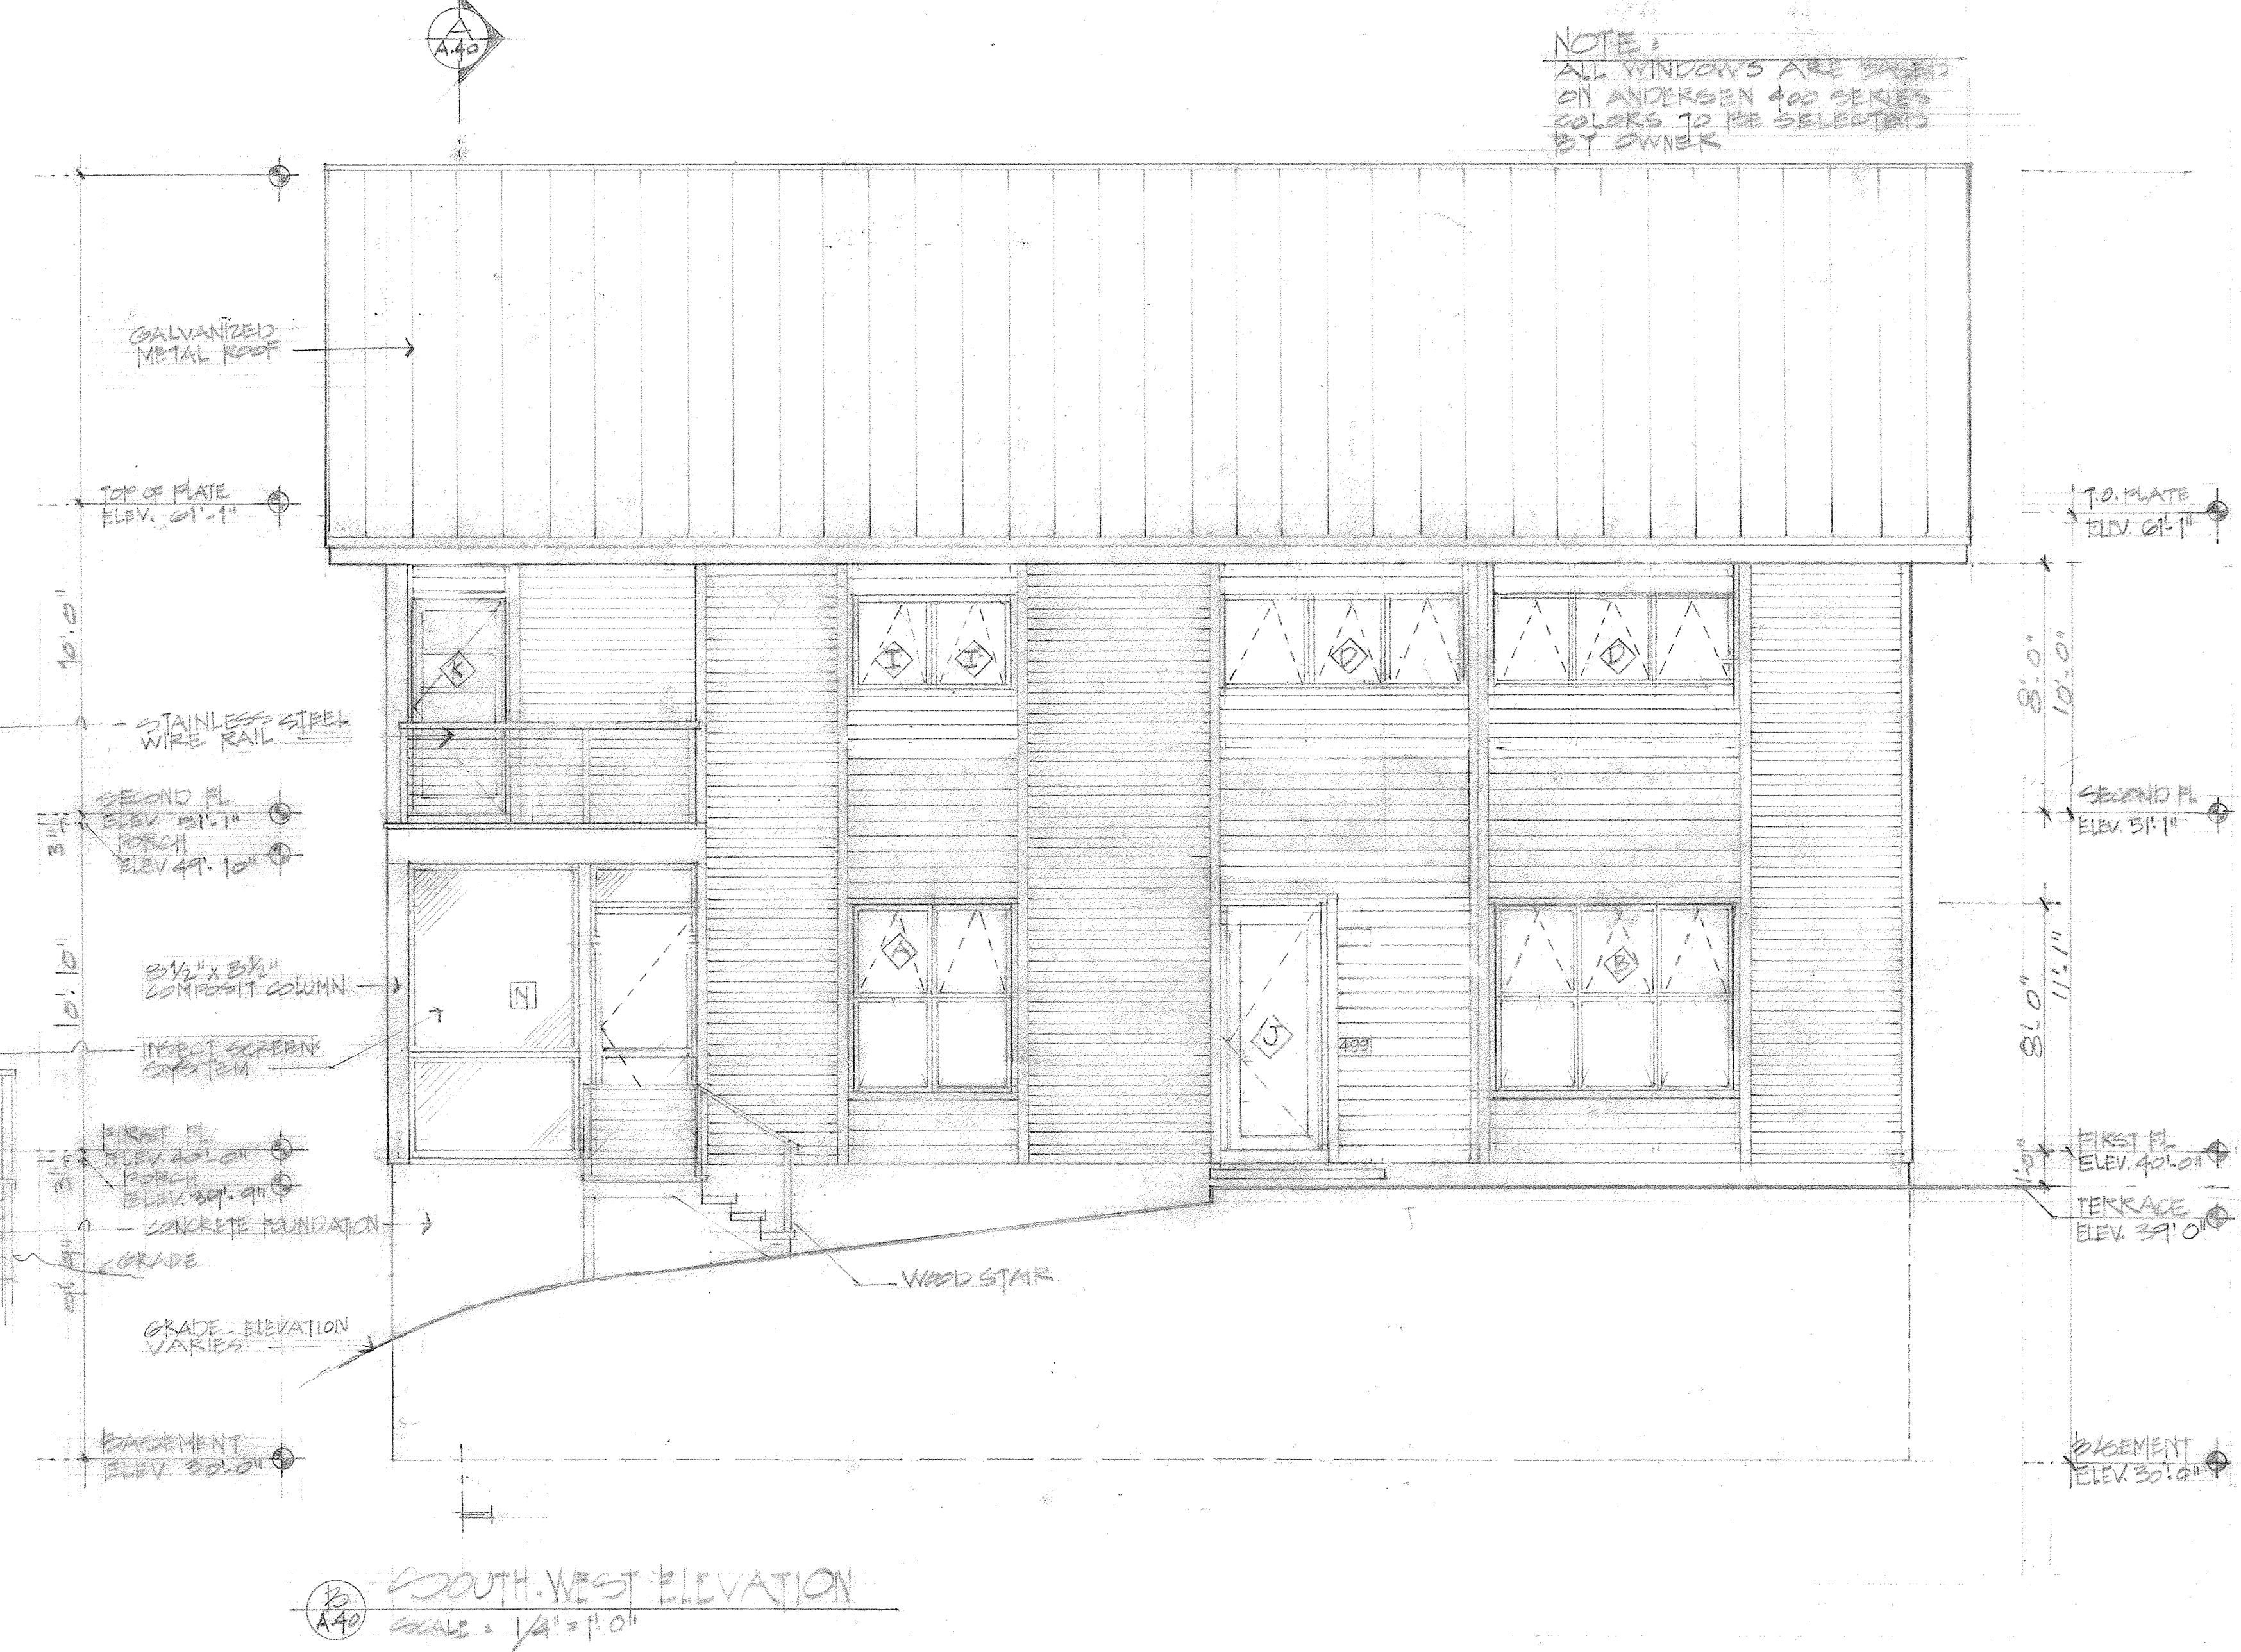 A
A.40
NOTE:
ALL WINDOWS ARE BASED
ON ANDERSEN 400 SERIES
COLORS TO BE SELECTED
BY OWNER
GALVANIZED
METAL ROOF
TOP OF PLATE
ELEV. 61'-1"
T.O. PLATE
ELEV. 61'-1"
10'-0"
8'-0"
10'-0"
K
I
I
D
D
STAINLESS STEEL
WIRE RAIL
SECOND FL
ELEV. 51'-1"
3"
PORCH
ELEV. 49'-10"
SECOND FL
ELEV. 51'-1"
8 1/2" X 8 1/2"
COMPOSIT COLUMN
10'-10"
N
A
B
J
499
8'-0"
11'-1"
INSECT SCREEN
SYSTEM
FIRST FL
ELEV. 40'-0"
3"
PORCH
ELEV. 39'-9"
FIRST FL
ELEV. 40'-0"
1'-0"
TERRACE
ELEV. 39'0"
CONCRETE FOUNDATION
GRADE
9'-9"
WOOD STAIR
GRADE - ELEVATION
VARIES.
BASEMENT
ELEV. 30'-0"
BASEMENT
ELEV. 30'-0"
B
A.40
SOUTH-WEST ELEVATION
SCALE: 1/4" = 1'-0"